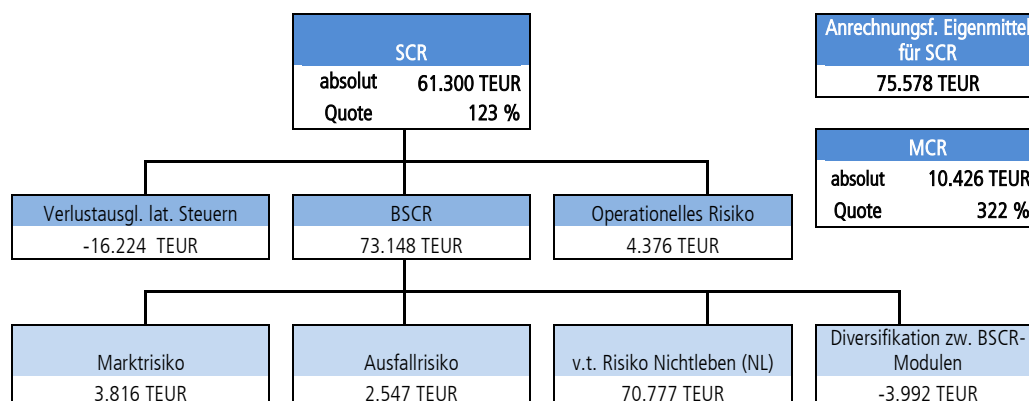 SCR
absolut 61.300 TEUR
Quote 123 %
Anrechnungsf. Eigenmittel
für SCR
75.578 TEUR
MCR
absolut 10.426 TEUR
Quote 322 %
Verlustausgl. lat. Steuern
-16.224 TEUR
BSCR
73.148 TEUR
Operationelles Risiko
4.376 TEUR
Marktrisiko
3.816 TEUR
Ausfallrisiko
2.547 TEUR
v.t. Risiko Nichtleben (NL)
70.777 TEUR
Diversifikation zw. BSCR-
Modulen
-3.992 TEUR